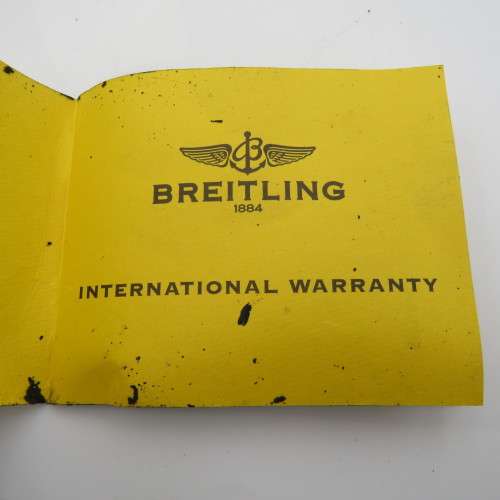 B
BREITLING
1884
INTERNATIONAL WARRANTY